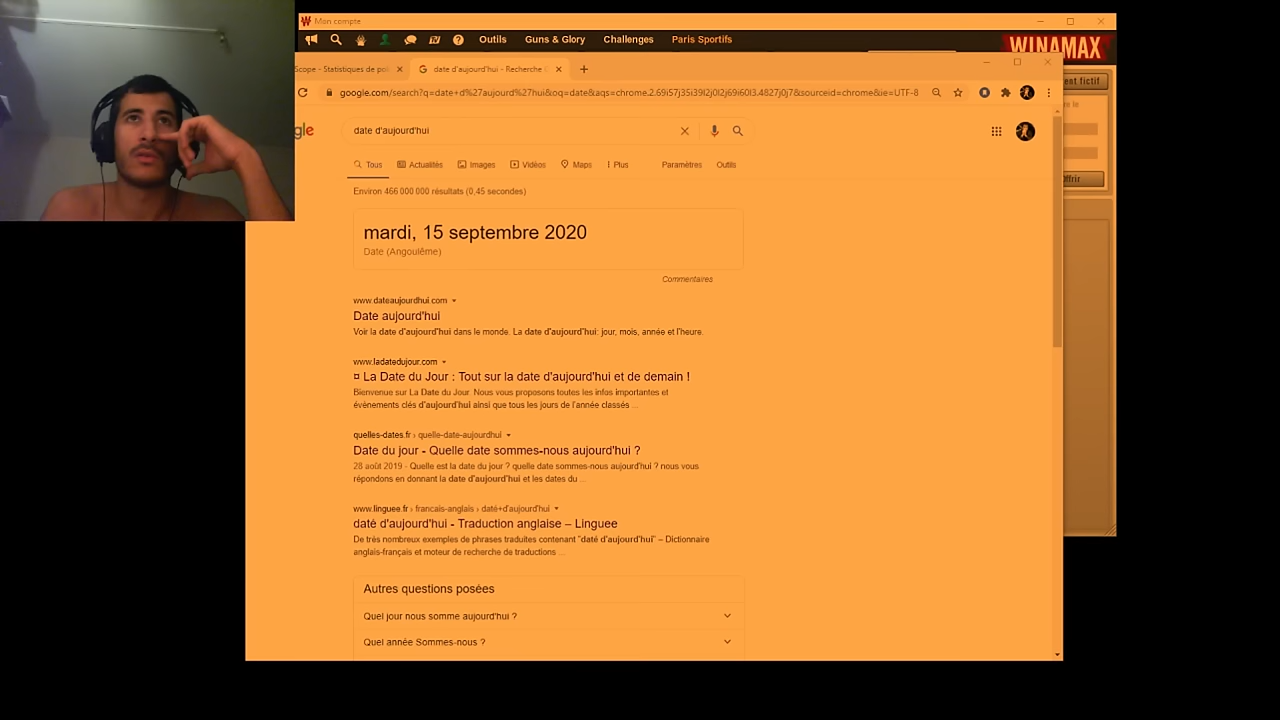 Mon compte
Outils Guns & Glory Challenges Paris Sportifs
WINAMAX
Scope - Statistiques de po
date d'aujourd'hui - Recherche
google.com/search?q=date+d%27aujourd%27hui&oq=date&aqs=chrome.2.69i57j35i39l2j0l2j69i60l3.4827j0j7&sourceid=chrome&ie=UTF-8
ent fictif
gle
date d'aujourd'hui
Tous Actualités Images Vidéos Maps Plus Paramètres Outils
offrir
Environ 466 000 000 résultats (0,45 secondes)
mardi, 15 septembre 2020
Date (Angoulême)
Commentaires
www.dateaujourdhui.com
Date aujourd'hui
Voir la date d'aujourd'hui dans le monde. La date d'aujourd'hui: jour, mois, année et l'heure.
www.ladatedujour.com
¤ La Date du Jour : Tout sur la date d'aujourd'hui et de demain !
Bienvenue sur La Date du Jour. Nous vous proposons toutes les infos importantes et
évènements clés d'aujourd'hui ainsi que tous les jours de l'année classés ...
quelles-dates.fr › quelle-date-aujourdhui
Date du jour - Quelle date sommes-nous aujourd'hui ?
28 août 2019 - Quelle est la date du jour ? quelle date sommes-nous aujourd'hui ? nous vous
répondons en donnant la date d'aujourd'hui et les dates du ...
www.linguee.fr › francais-anglais › daté+d'aujourd'hui
daté d'aujourd'hui - Traduction anglaise – Linguee
De très nombreux exemples de phrases traduites contenant "daté d'aujourd'hui" – Dictionnaire
anglais-français et moteur de recherche de traductions ...
Autres questions posées
Quel jour nous somme aujourd'hui ?
Quel année Sommes-nous ?